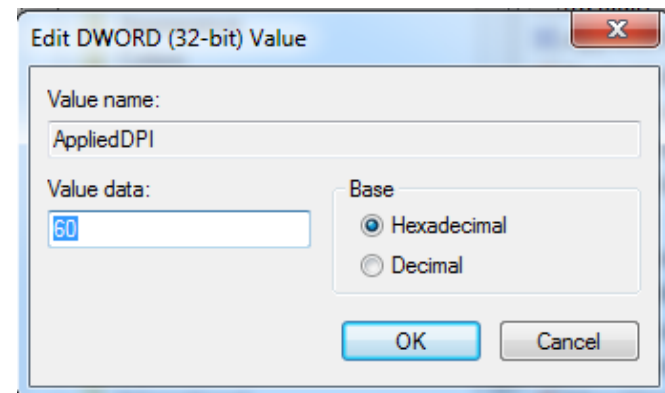 Edit DWORD (32-bit) Value
Value name:
AppliedDPI
Value data:
60
Base
Hexadecimal
Decimal
OK
Cancel